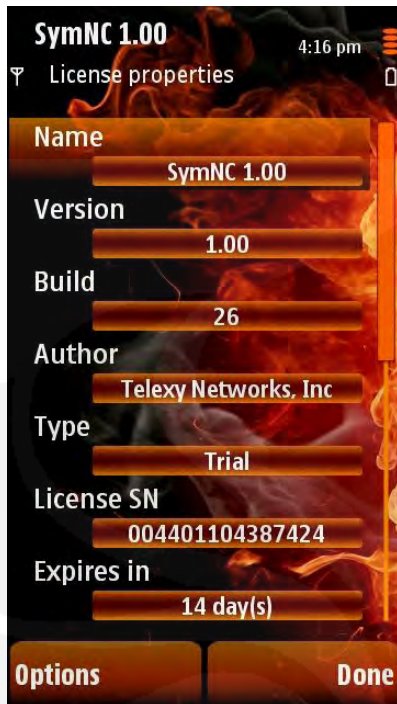 SymNC 1.00
4:16 pm
License properties
Name
SymNC 1.00
Version
1.00
Build
26
Author
Telexy Networks, Inc
Type
Trial
License SN
004401104387424
Expires in
14 day(s)
Options
Done